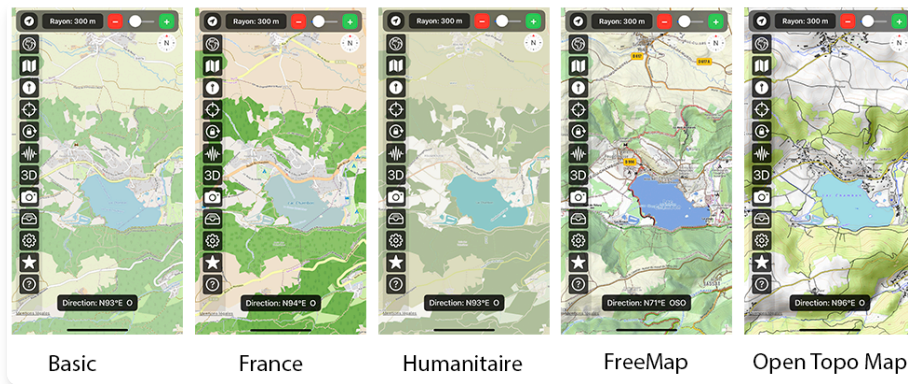 Rayon: 300 m − +
Rayon: 300 m − +
Rayon: 300 m − +
Rayon: 300 m − +
Rayon: 300 m − +
N
N
N
N
N
3D
3D
3D
3D
3D
?
?
?
?
?
Direction: N93°E O
Direction: N94°E O
Direction: N93°E O
Direction: N71°E OSO
Direction: N96°E O
Basic
France
Humanitaire
FreeMap
Open Topo Map